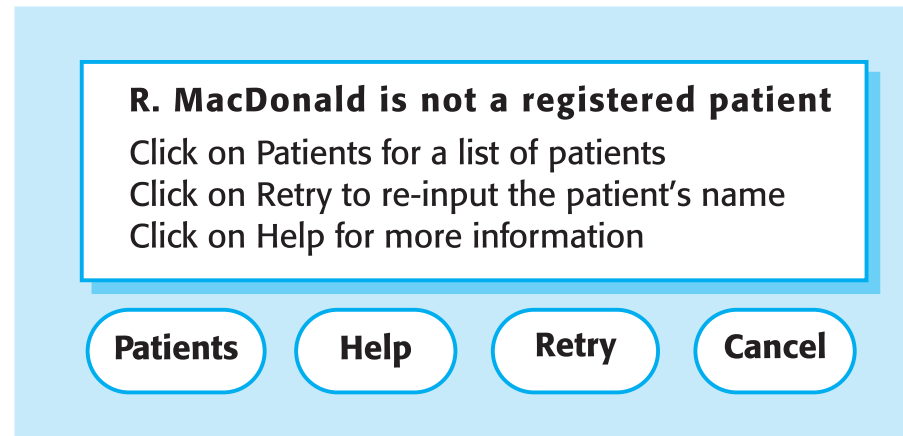 R. MacDonald is not a registered patient
Click on Patients for a list of patients
Click on Retry to re-input the patient’s name
Click on Help for more information
Patients Help Retry Cancel